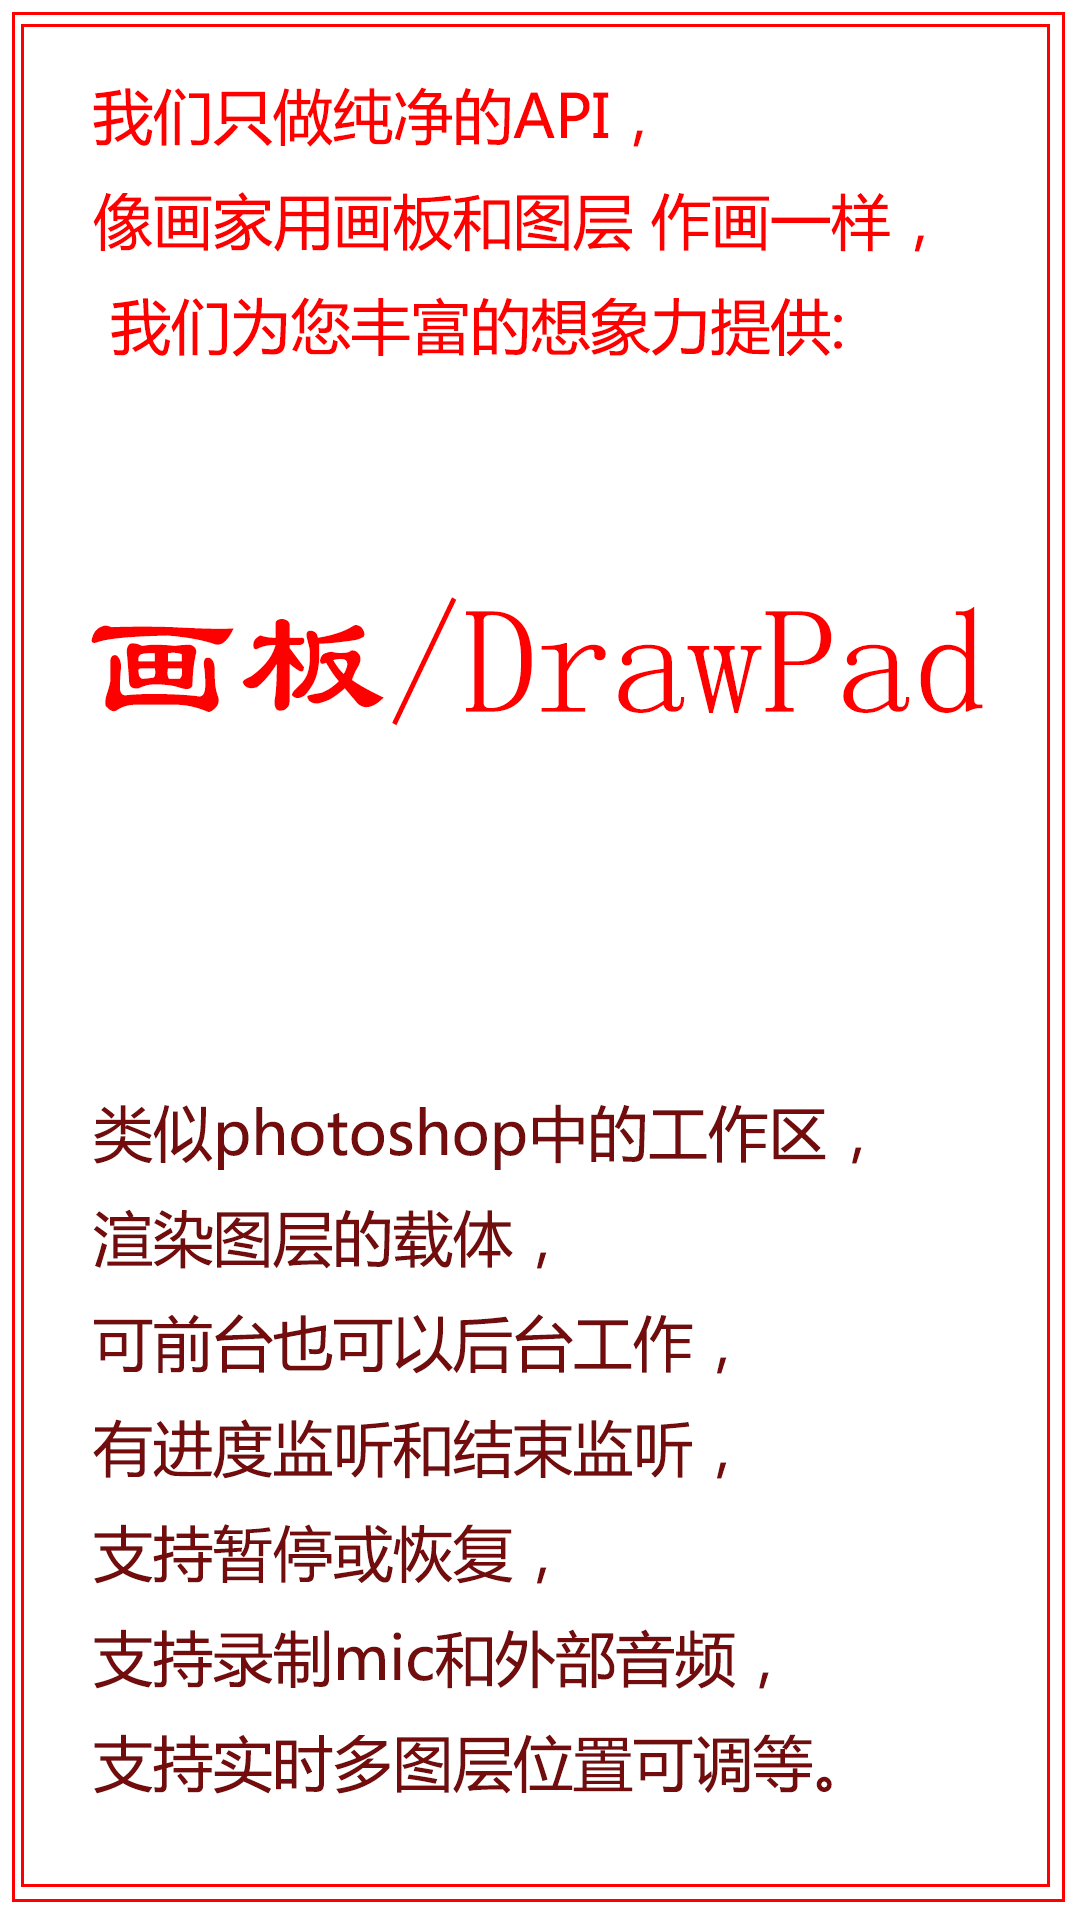 我们只做纯净的API，
像画家用画板和图层 作画一样，
我们为您丰富的想象力提供:
画板/DrawPad
类似photoshop中的工作区，
渲染图层的载体，
可前台也可以后台工作，
有进度监听和结束监听，
支持暂停或恢复，
支持录制mic和外部音频，
支持实时多图层位置可调等。